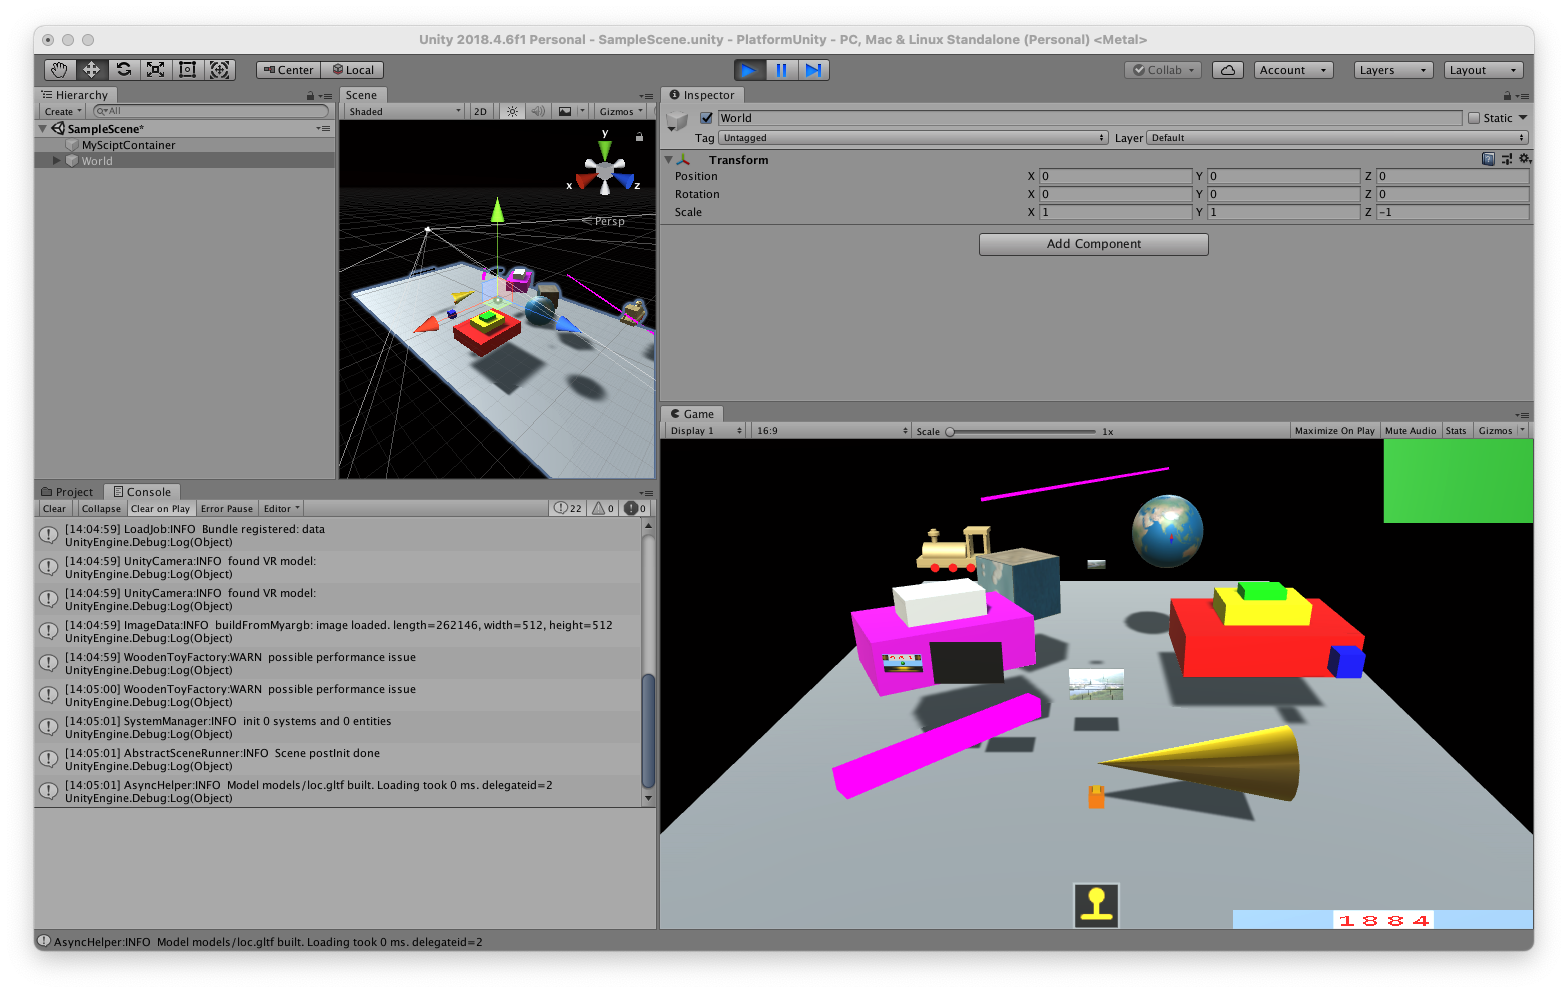 Unity 2018.4.6f1 Personal - SampleScene.unity - PlatformUnity - PC, Mac & Linux Standalone (Personal) <Metal>
Center Local Collab Account Layers Layout
Hierarchy
Create All
SampleScene*
MySciptContainer
World
Scene
Shaded 2D Gizmos
y
x z
Persp
Inspector
World Static
Tag Untagged Layer Default
Transform
Position X 0 Y 0 Z 0
Rotation X 0 Y 0 Z 0
Scale X 1 Y 1 Z -1
Add Component
Game
Display 1 16:9 Scale 1x Maximize On Play Mute Audio Stats Gizmos
1884
Project Console
Clear Collapse Clear on Play Error Pause Editor 22 0 0
[14:04:59] LoadJob:INFO Bundle registered: data
UnityEngine.Debug:Log(Object)
[14:04:59] UnityCamera:INFO found VR model:
UnityEngine.Debug:Log(Object)
[14:04:59] UnityCamera:INFO found VR model:
UnityEngine.Debug:Log(Object)
[14:04:59] ImageData:INFO buildFromMyargb: image loaded. length=262146, width=512, height=512
UnityEngine.Debug:Log(Object)
[14:04:59] WoodenToyFactory:WARN possible performance issue
UnityEngine.Debug:Log(Object)
[14:05:00] WoodenToyFactory:WARN possible performance issue
UnityEngine.Debug:Log(Object)
[14:05:01] SystemManager:INFO init 0 systems and 0 entities
UnityEngine.Debug:Log(Object)
[14:05:01] AbstractSceneRunner:INFO Scene postInit done
UnityEngine.Debug:Log(Object)
[14:05:01] AsyncHelper:INFO Model models/loc.gltf built. Loading took 0 ms. delegateid=2
UnityEngine.Debug:Log(Object)
AsyncHelper:INFO Model models/loc.gltf built. Loading took 0 ms. delegateid=2